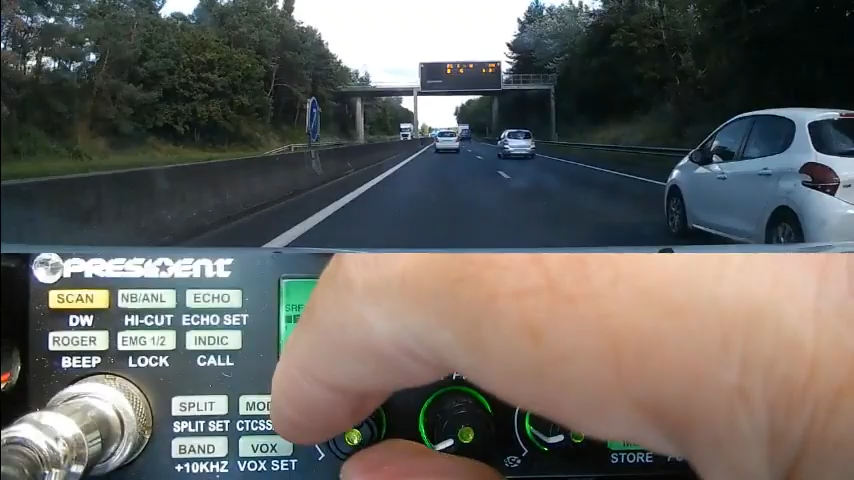 PRESIDENT
SCAN NB/ANL ECHO
DW HI-CUT ECHO SET
ROGER EMG 1/2 INDIC
BEEP LOCK CALL
SPLIT
SPLIT SET CTCSS
BAND VOX
+10KHZ VOX SET
STORE